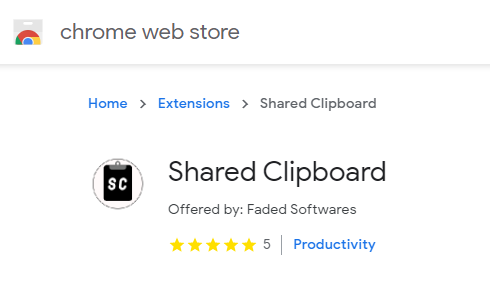 chrome web store
Home > Extensions > Shared Clipboard
SC
Shared Clipboard
Offered by: Faded Softwares
★★★★★ 5 | Productivity